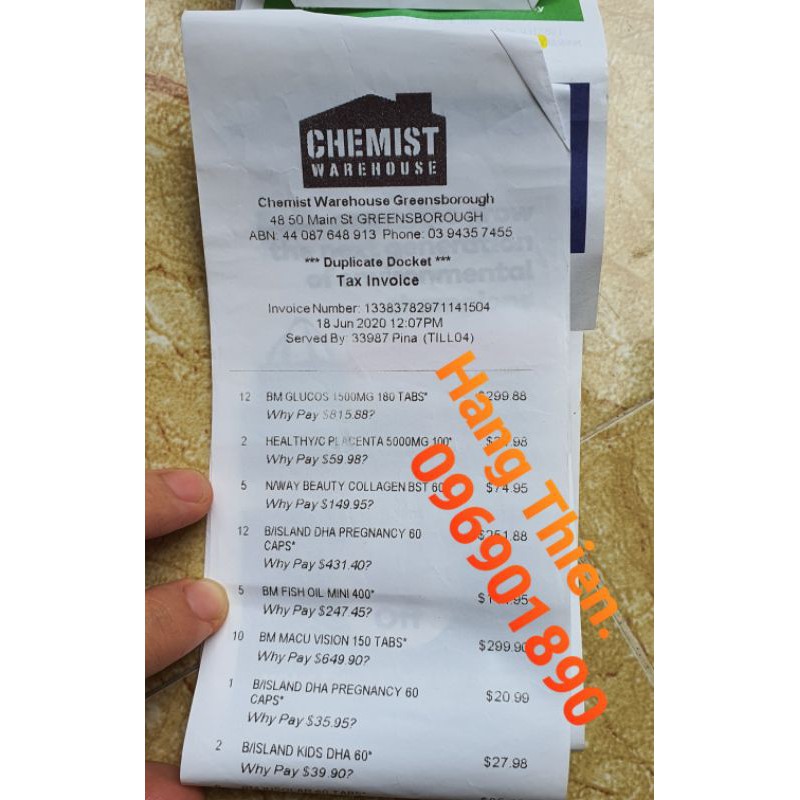 CHEMIST
WAREHOUSE
Chemist Warehouse Greensborough
48 50 Main St GREENSBOROUGH
ABN: 44 087 648 913 Phone: 03 9435 7455
*** Duplicate Docket ***
Tax Invoice
Invoice Number: 13383782971141504
18 Jun 2020 12:07PM
Served By: 33987 Pina (TILL04)
12 BM GLUCOS 1500MG 180 TABS* $299.88
Why Pay $815.88?
2 HEALTHY/C PLACENTA 5000MG 100*
Why Pay $59.98?
5 N/WAY BEAUTY COLLAGEN BST 60 $74.95
Why Pay $149.95?
12 B/ISLAND DHA PREGNANCY 60 $251.88
CAPS*
Why Pay $431.40?
5 BM FISH OIL MINI 400*
Why Pay $247.45?
10 BM MACU VISION 150 TABS* $299.90
Why Pay $649.90?
1 B/ISLAND DHA PREGNANCY 60 $20.99
CAPS*
Why Pay $35.95?
2 B/ISLAND KIDS DHA 60* $27.98
Why Pay $39.90?
Hang Thien.
096901890